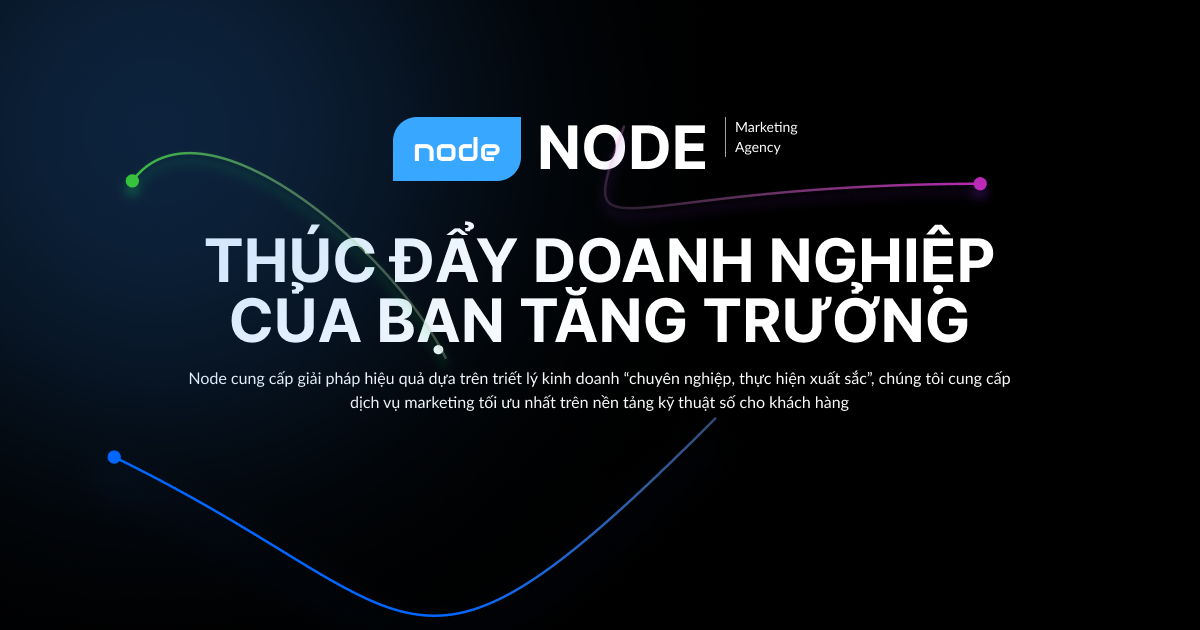 node NODE Marketing
Agency
THÚC ĐẨY DOANH NGHIỆP
CỦA BẠN TĂNG TRƯỞNG
Node cung cấp giải pháp hiệu quả dựa trên triết lý kinh doanh “chuyên nghiệp, thực hiện xuất sắc”, chúng tôi cung cấp
dịch vụ marketing tối ưu nhất trên nền tảng kỹ thuật số cho khách hàng